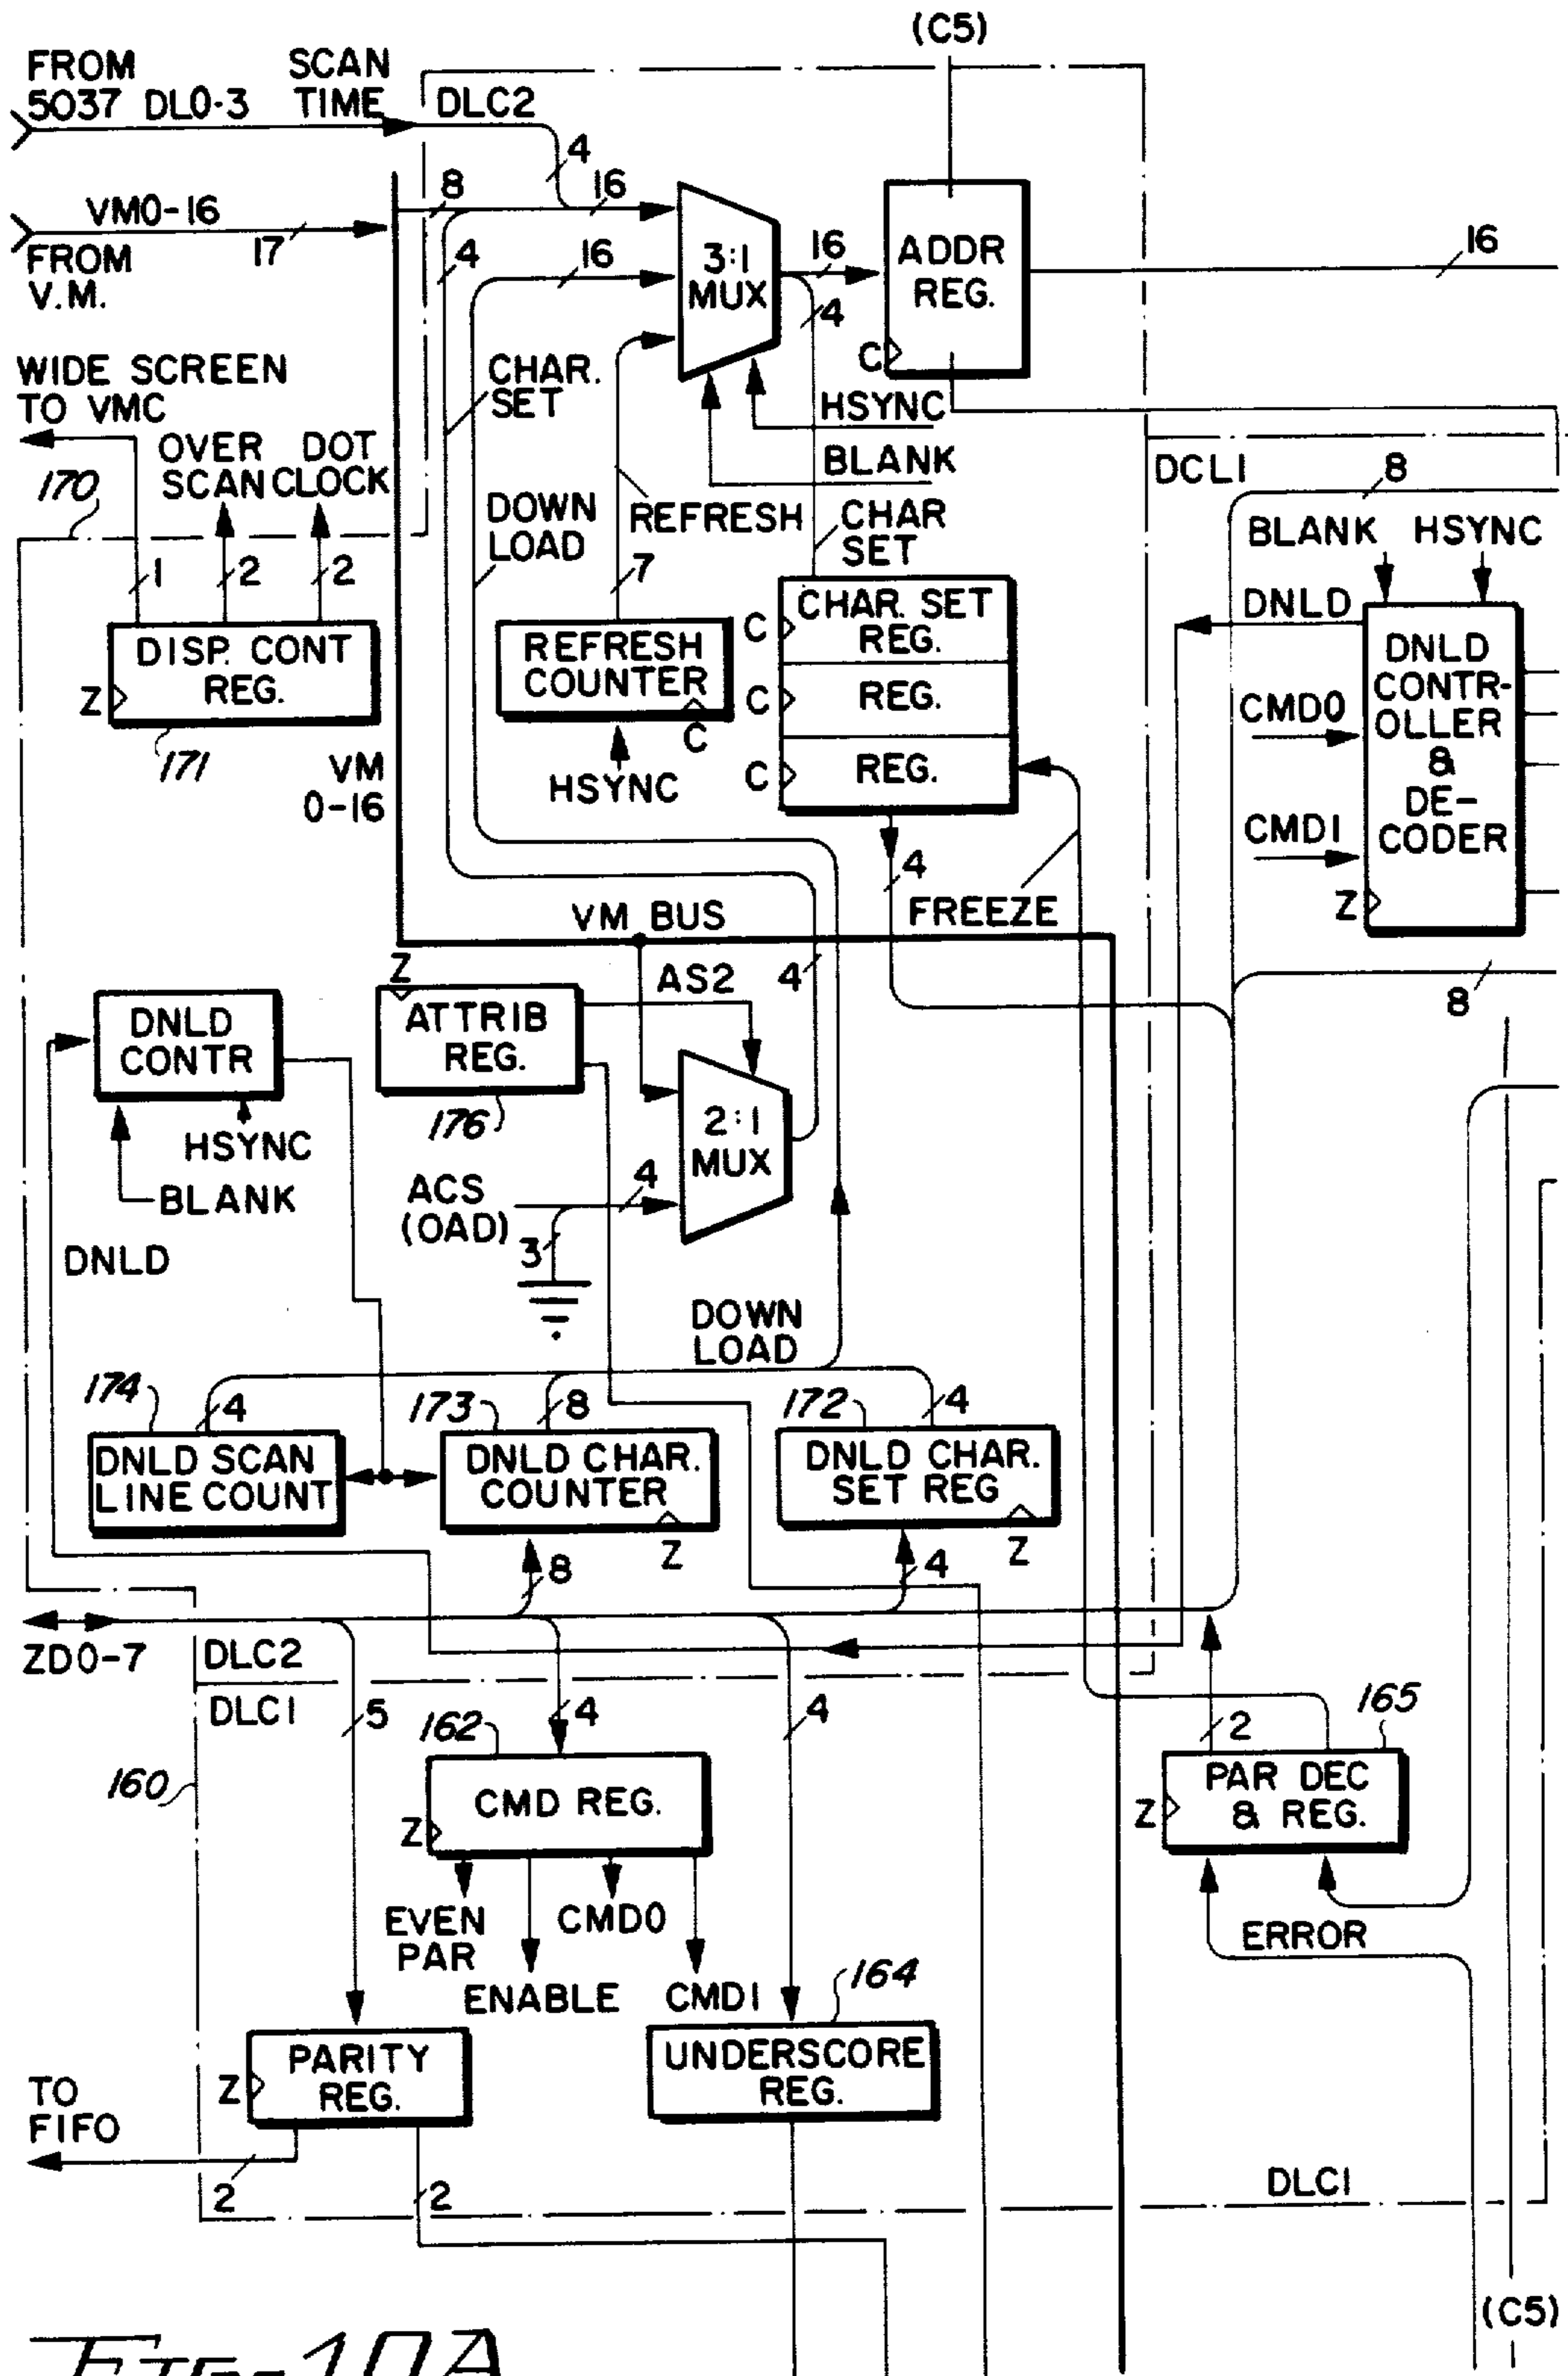 (C5)
FROM
5037 DL0-3
SCAN
TIME
DLC2
4
8
16
VM0-16
17
FROM
V.M.
4
16
3:1
MUX
16
4
ADDR
REG.
C
16
WIDE SCREEN
TO VMC
CHAR.
SET
HSYNC
BLANK
OVER
SCAN
DOT
CLOCK
170
DCL1
8
DOWN
LOAD
REFRESH
CHAR
SET
BLANK
HSYNC
1
2
2
7
DNLD
DISP. CONT
REG.
Z
171
REFRESH
COUNTER
C
HSYNC
CHAR. SET
REG.
C
REG.
C
REG.
C
DNLD
CONTR-
OLLER
&
DE-
CODER
CMD0
CMD1
Z
VM
0-16
4
FREEZE
VM BUS
8
Z
AS2
4
DNLD
CONTR
ATTRIB
REG.
176
HSYNC
BLANK
2:1
MUX
ACS
(OAD)
4
3
DNLD
DOWN
LOAD
174
4
173
8
172
4
DNLD SCAN
LINE COUNT
DNLD CHAR.
COUNTER
Z
DNLD CHAR.
SET REG
Z
8
4
ZD0-7
DLC2
DLC1
5
4
4
162
2
165
160
CMD REG.
Z
PAR DEC
& REG.
Z
EVEN
PAR
CMD0
ENABLE
CMD1
ERROR
164
PARITY
REG.
Z
UNDERSCORE
REG.
TO
FIFO
2
2
DLC1
(C5)
FIG-10A